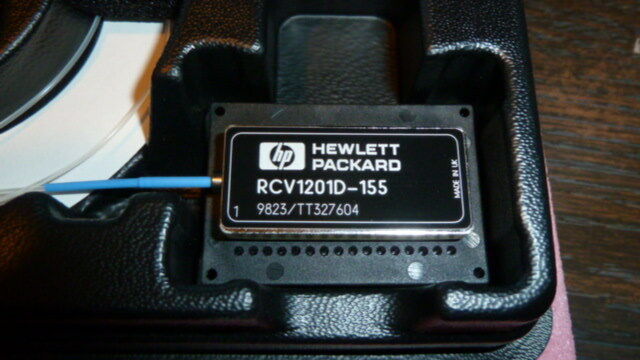 hp HEWLETT
PACKARD
RCV1201D-155
1 9823/TT327604
MADE IN UK